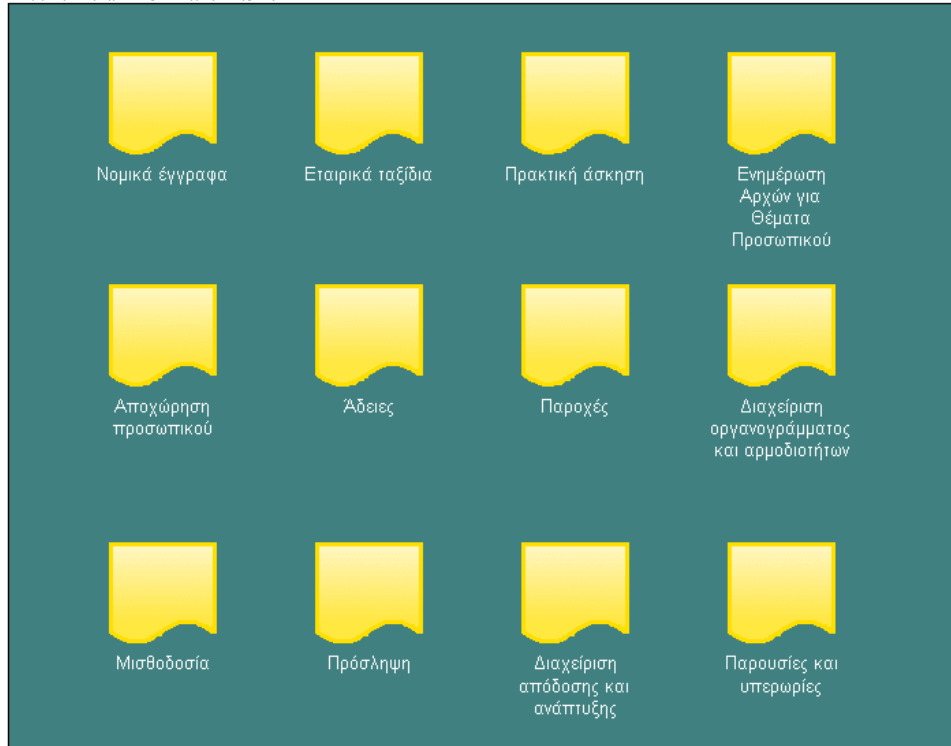 Νομικά έγγραφα
Εταιρικά ταξίδια
Πρακτική άσκηση
Ενημέρωση
Αρχών για
Θέματα
Προσωπικού
Αποχώρηση
προσωπικού
Άδειες
Παροχές
Διαχείριση
οργανογράμματος
και αρμοδιοτήτων
Μισθοδοσία
Πρόσληψη
Διαχείριση
απόδοσης και
ανάπτυξης
Παρουσίες και
υπερωρίες